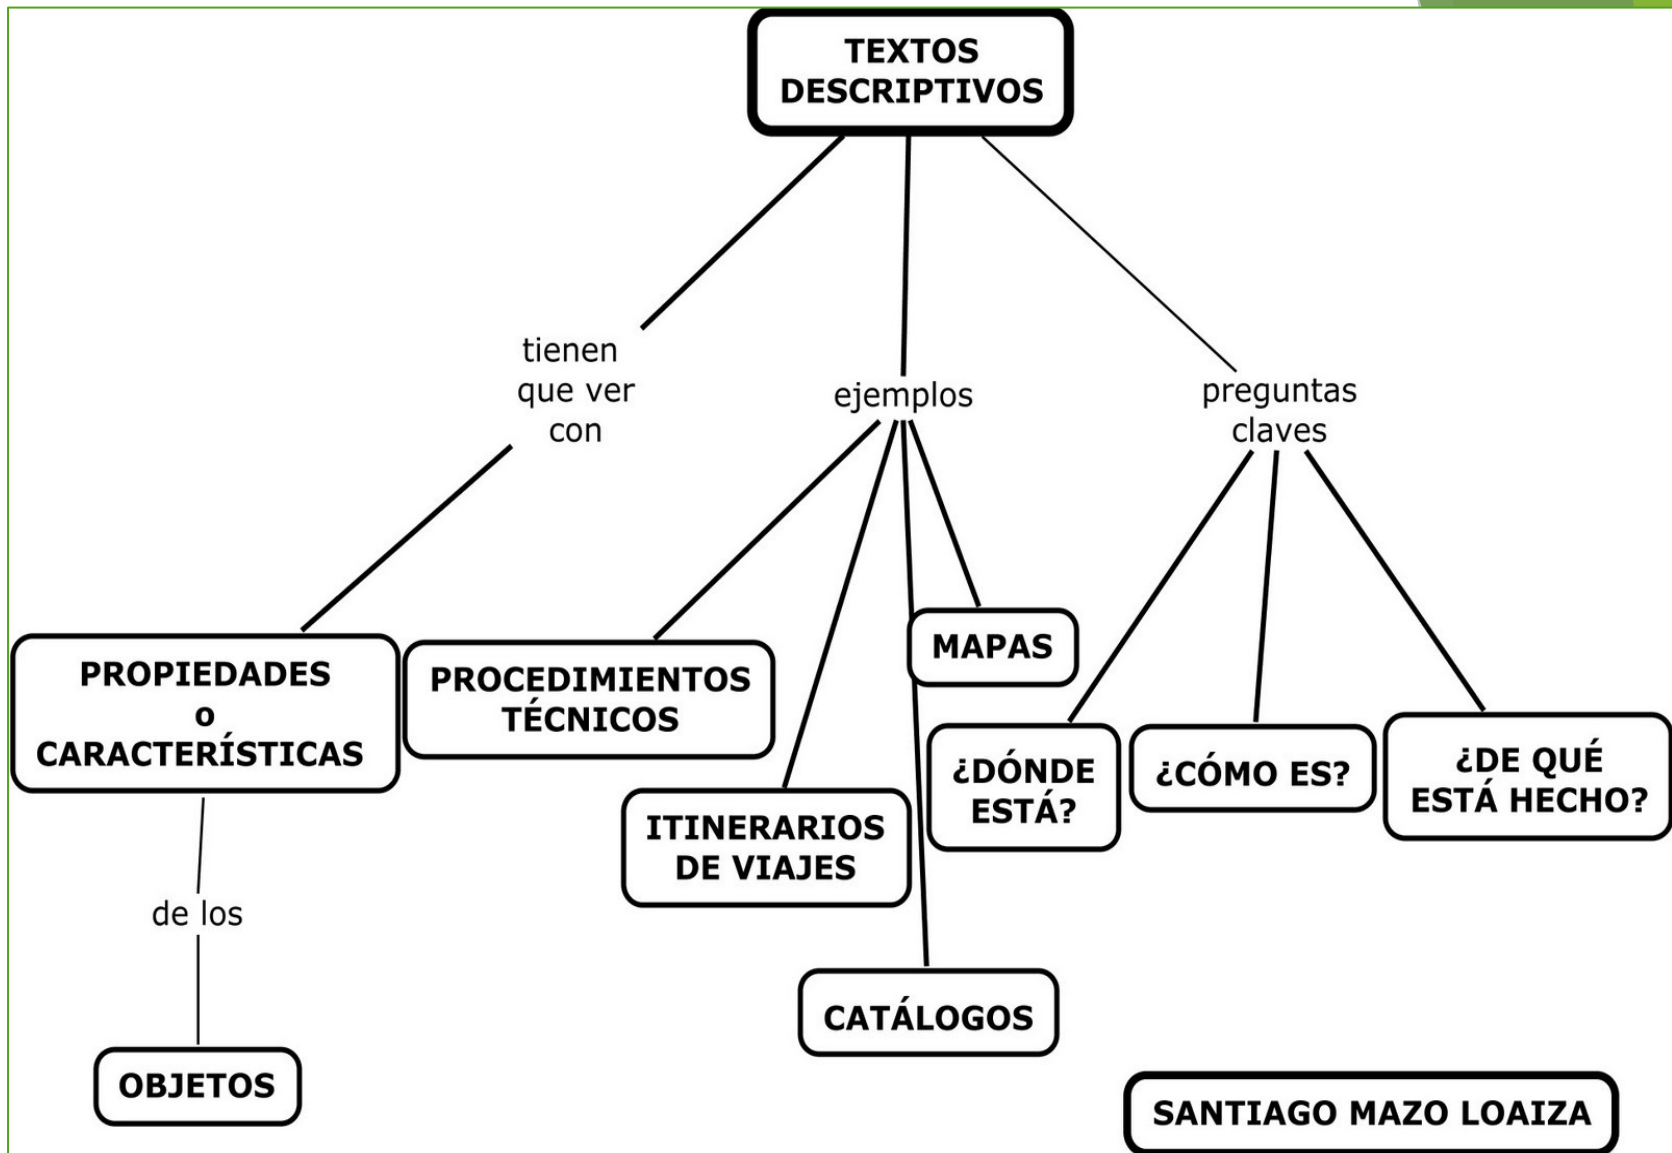 TEXTOS
DESCRIPTIVOS
tienen
que ver
con
ejemplos
preguntas
claves
PROPIEDADES
o
CARACTERÍSTICAS
PROCEDIMIENTOS
TÉCNICOS
MAPAS
ITINERARIOS
DE VIAJES
CATÁLOGOS
¿DÓNDE
ESTÁ?
¿CÓMO ES?
¿DE QUÉ
ESTÁ HECHO?
de los
OBJETOS
SANTIAGO MAZO LOAIZA